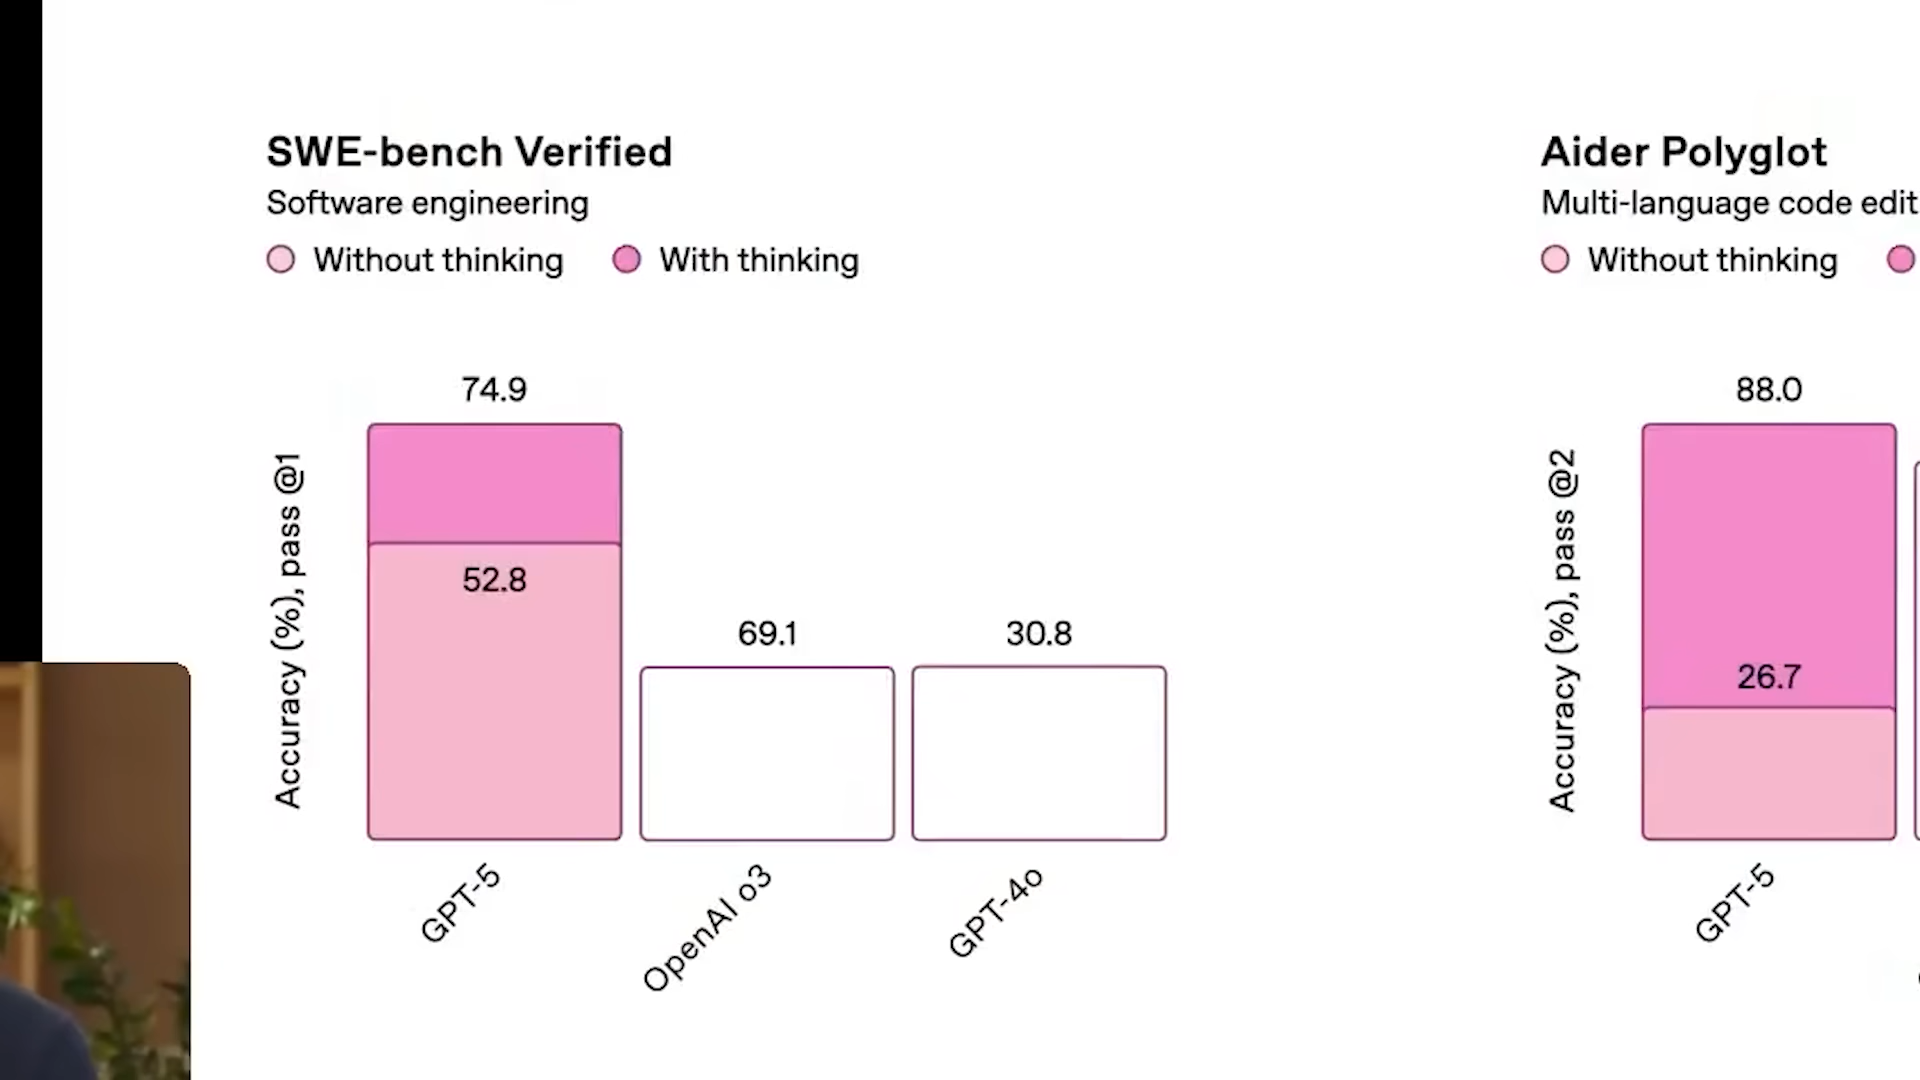 SWE-bench Verified
Software engineering
Without thinking With thinking
Accuracy (%), pass @1
74.9
52.8
69.1
30.8
GPT-5
OpenAI o3
GPT-4o
Aider Polyglot
Multi-language code edit
Without thinking
Accuracy (%), pass @2
88.0
26.7
GPT-5